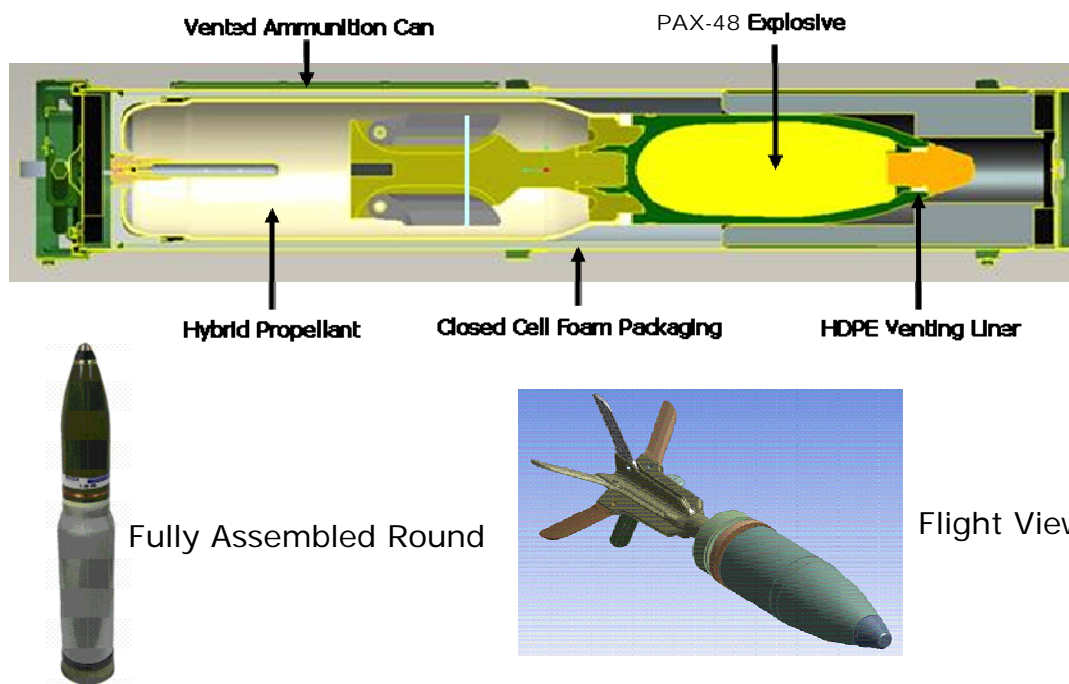 Vented Ammunition Can
PAX-48 Explosive
Hybrid Propellant
Closed Cell Foam Packaging
HDPE Venting Liner
Fully Assembled Round
Flight View